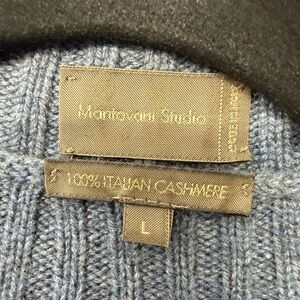 Mantovani Studio
100% ITALIAN CASHMERE
L